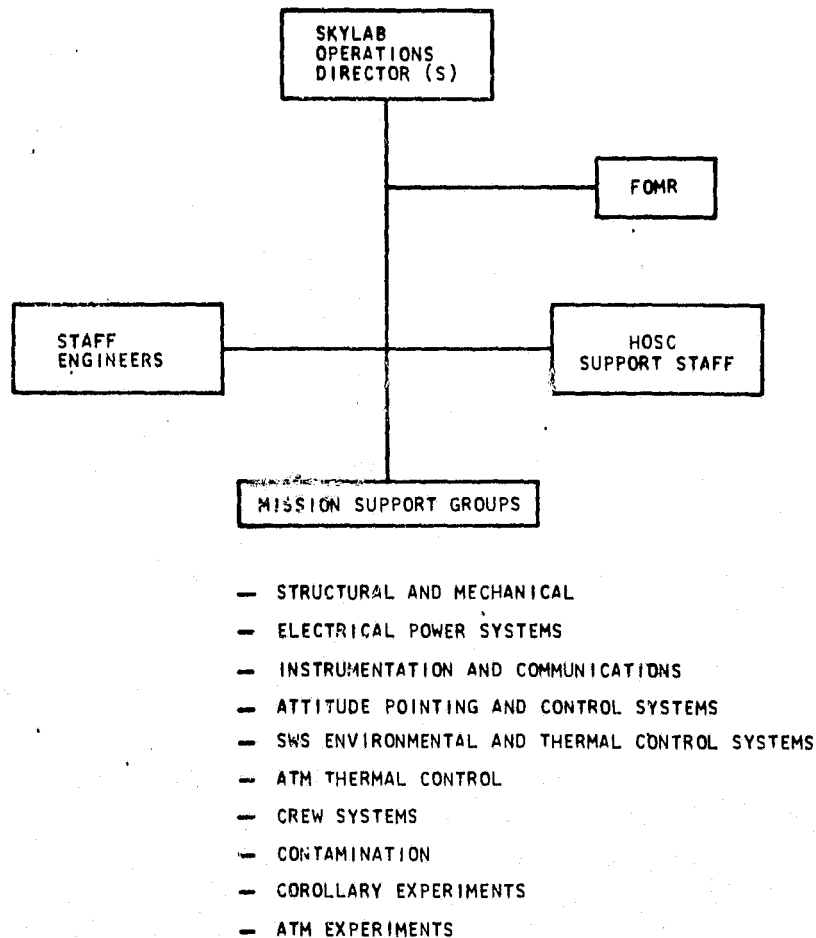 SKYLAB
OPERATIONS
DIRECTOR (S)
FOMR
STAFF
ENGINEERS
HOSC
SUPPORT STAFF
MISSION SUPPORT GROUPS
— STRUCTURAL AND MECHANICAL
— ELECTRICAL POWER SYSTEMS
— INSTRUMENTATION AND COMMUNICATIONS
— ATTITUDE POINTING AND CONTROL SYSTEMS
— SWS ENVIRONMENTAL AND THERMAL CONTROL SYSTEMS
— ATM THERMAL CONTROL
— CREW SYSTEMS
— CONTAMINATION
— COROLLARY EXPERIMENTS
— ATM EXPERIMENTS